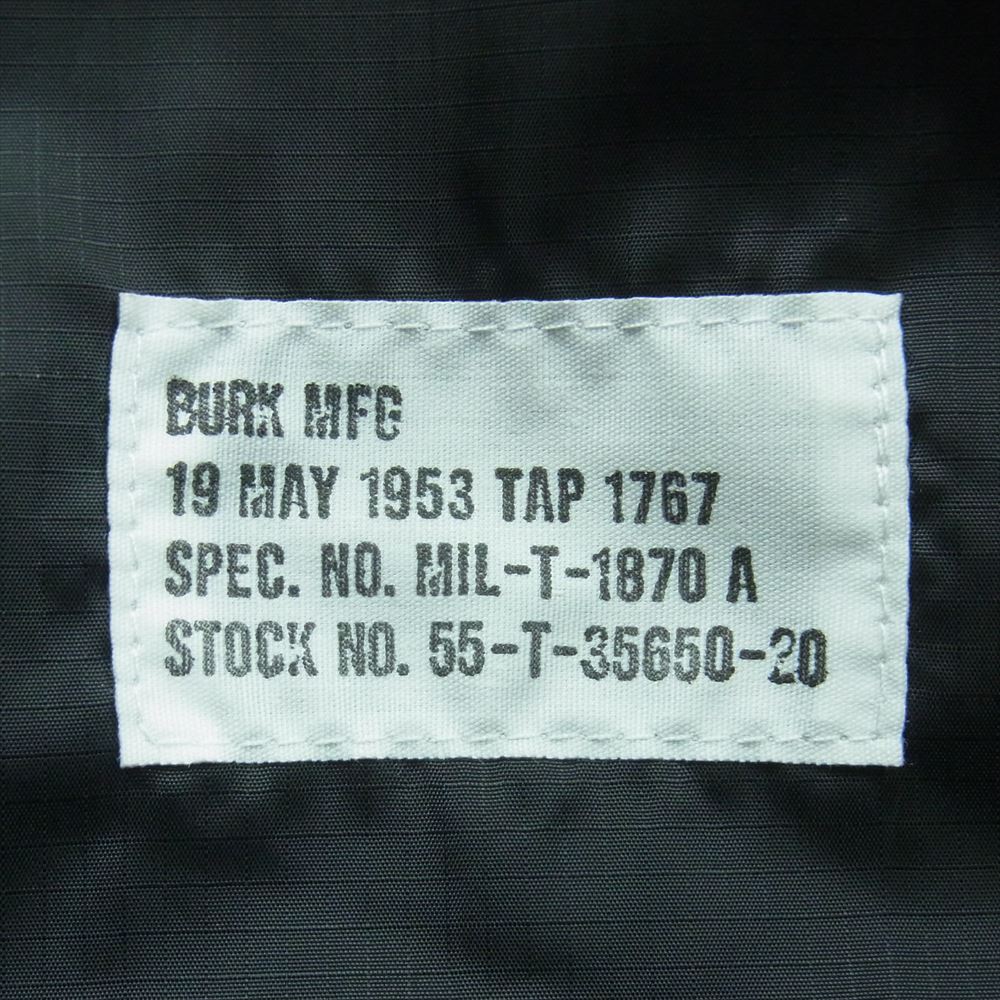 BURK MFG
19 MAY 1953 TAP 1767
SPEC. NO. MIL-T-1870 A
STOCK NO. 55-T-35650-20